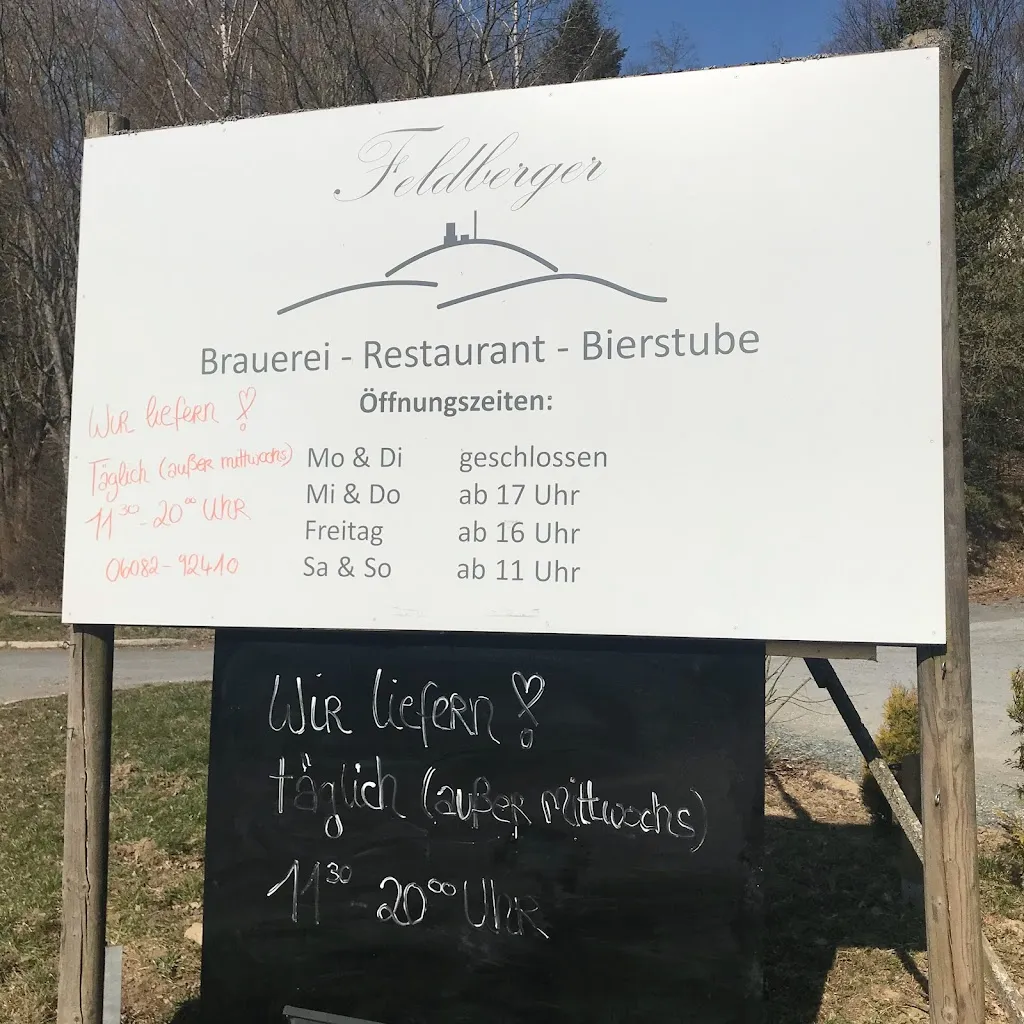 Feldberger
Brauerei - Restaurant - Bierstube
Öffnungszeiten:
Mo & Di geschlossen
Mi & Do ab 17 Uhr
Freitag ab 16 Uhr
Sa & So ab 11 Uhr
Wir liefern!
Täglich (außer mittwochs)
11³⁰ - 20⁰⁰ Uhr
06082 - 92410
Wir liefern!
täglich (außer mittwochs)
11³⁰ 20⁰⁰ Uhr